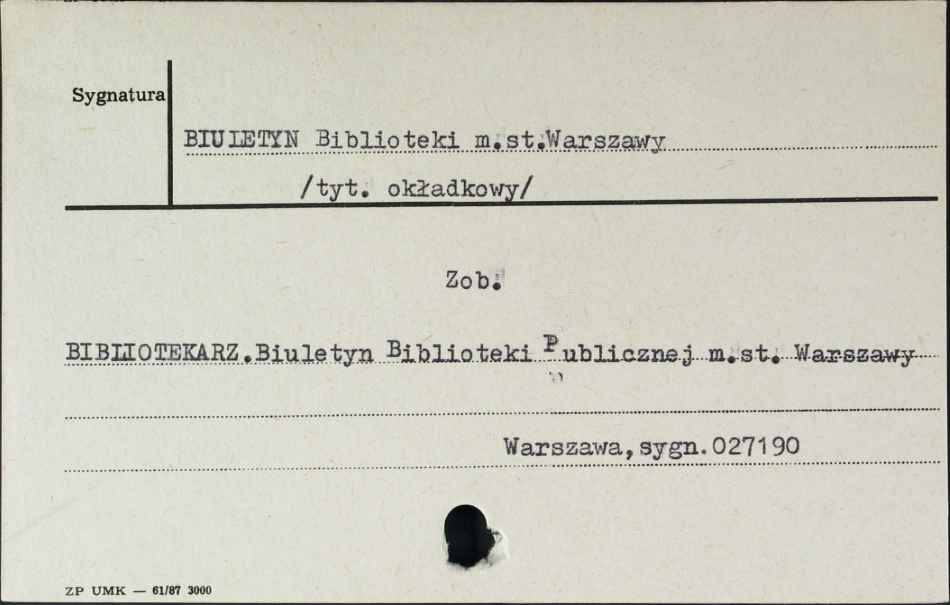 Sygnatura
BIULETYN Biblioteki m.st.Warszawy
/tyt. okładkowy/
Zob.
BIBLIOTEKARZ.Biuletyn Biblioteki Publicznej m.st. Warszawy
Warszawa,sygn.027190
ZP UMK — 61/87 3000